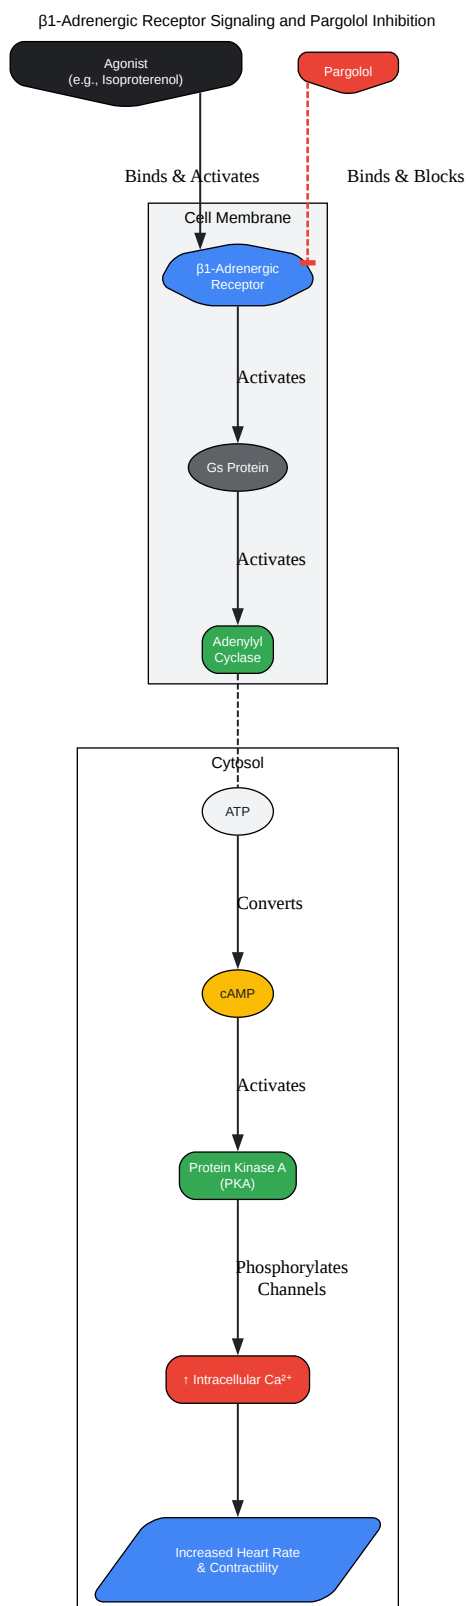 β1-Adrenergic Receptor Signaling and Pargolol Inhibition
Agonist
(e.g., Isoproterenol)
Pargolol
Binds & Activates
Binds & Blocks
Cell Membrane
β1-Adrenergic
Receptor
Activates
Gs Protein
Activates
Adenylyl
Cyclase
Cytosol
ATP
Converts
cAMP
Activates
Protein Kinase A
(PKA)
Phosphorylates
Channels
↑ Intracellular Ca²⁺
Increased Heart Rate
& Contractility